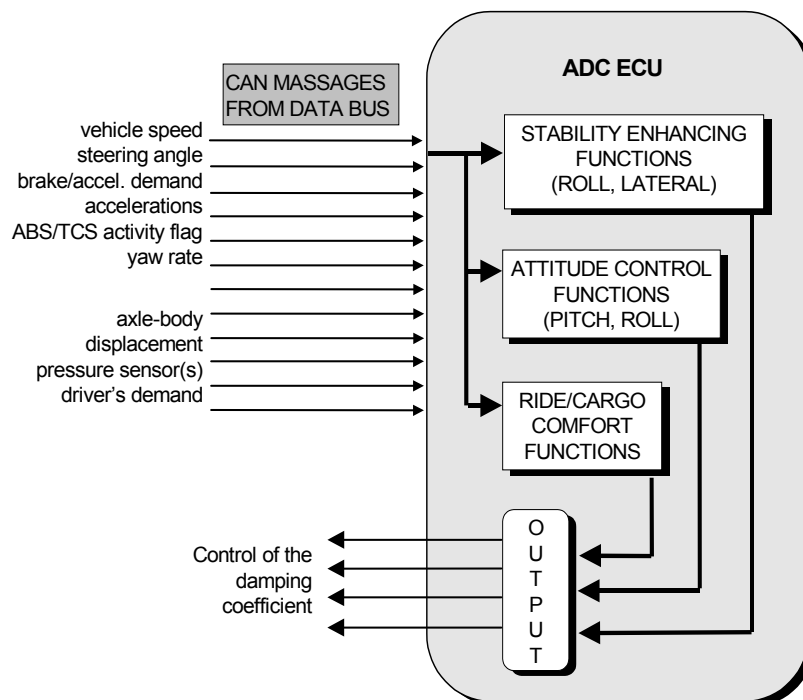 ADC ECU
CAN MASSAGES
FROM DATA BUS
vehicle speed
steering angle
brake/accel. demand
accelerations
ABS/TCS activity flag
yaw rate
axle-body
displacement
pressure sensor(s)
driver's demand
STABILITY ENHANCING
FUNCTIONS
(ROLL, LATERAL)
ATTITUDE CONTROL
FUNCTIONS
(PITCH, ROLL)
RIDE/CARGO
COMFORT
FUNCTIONS
O
U
T
P
U
T
Control of the
damping
coefficient